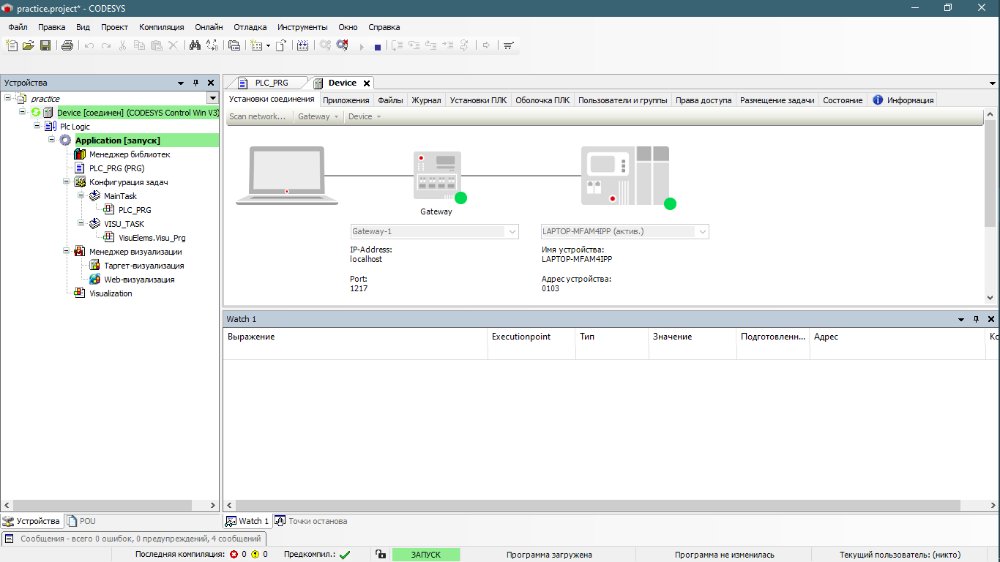 practice.project* - CODESYS
Файл Правка Вид Проект Компиляция Онлайн Отладка Инструменты Окно Справка
Устройства
practice
Device [соединен] (CODESYS Control Win V3)
Plc Logic
Application [запуск]
Менеджер библиотек
PLC_PRG (PRG)
Конфигурация задач
MainTask
PLC_PRG
VISU_TASK
VisuElems.Visu_Prg
Менеджер визуализации
Таргет-визуализация
Web-визуализация
Visualization
Устройства POU
PLC_PRG Device
Установки соединения Приложения Файлы Журнал Установки ПЛК Оболочка ПЛК Пользователи и группы Права доступа Размещение задачи Состояние Информация
Scan network... Gateway Device
Gateway
Gateway-1 LAPTOP-MFAM4IPP (актив.)
IP-Address: Имя устройства:
localhost LAPTOP-MFAM4IPP
Port: Адрес устройства:
1217 0103
Watch 1
Выражение Executionpoint Тип Значение Подготовленн... Адрес Кс
Watch 1 Точки останова
Сообщения - всего 0 ошибок, 0 предупреждений, 4 сообщений
Последняя компиляция: 0 0 Предкомпил.: ЗАПУСК Программа загружена Программа не изменилась Текущий пользователь: (никто)